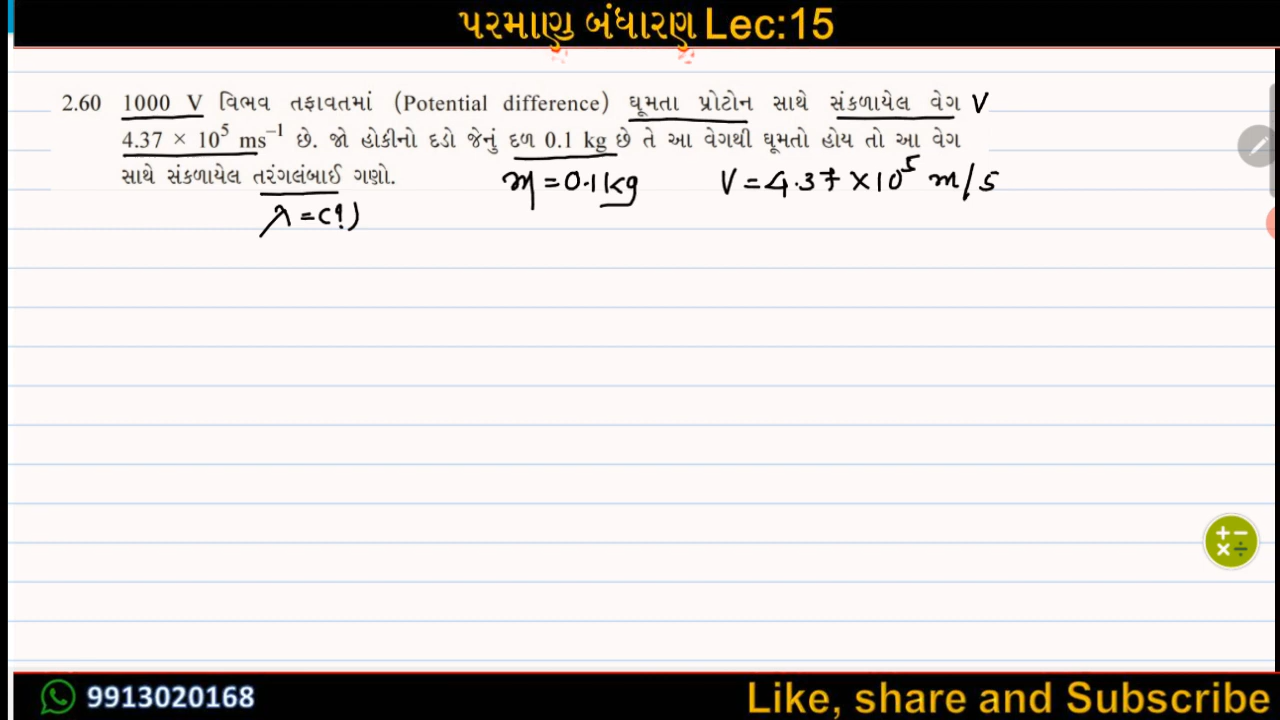 પરમાણુ બંધારણ Lec:15
2.60 1000 V વિભવ તફાવતમાં (Potential difference) ઘૂમતા પ્રોટોન સાથે સંકળાયેલ વેગ V
4.37 × 10⁵ ms⁻¹ છે. જો હોકીનો દડો જેનું દળ 0.1 kg છે તે આ વેગથી ઘૂમતો હોય તો આ વેગ
સાથે સંકળાયેલ તરંગલંબાઈ ગણો.
m = 0.1 kg V = 4.37 × 10⁵ m/s
λ = (?)
+ − × ÷
9913020168
Like, share and Subscribe